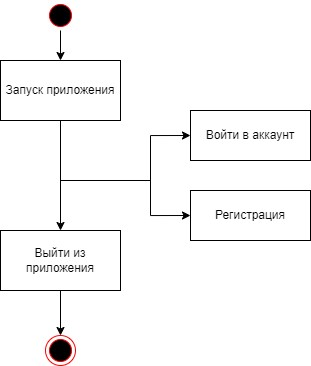 Запуск приложения
Войти в аккаунт
Регистрация
Выйти из
приложения